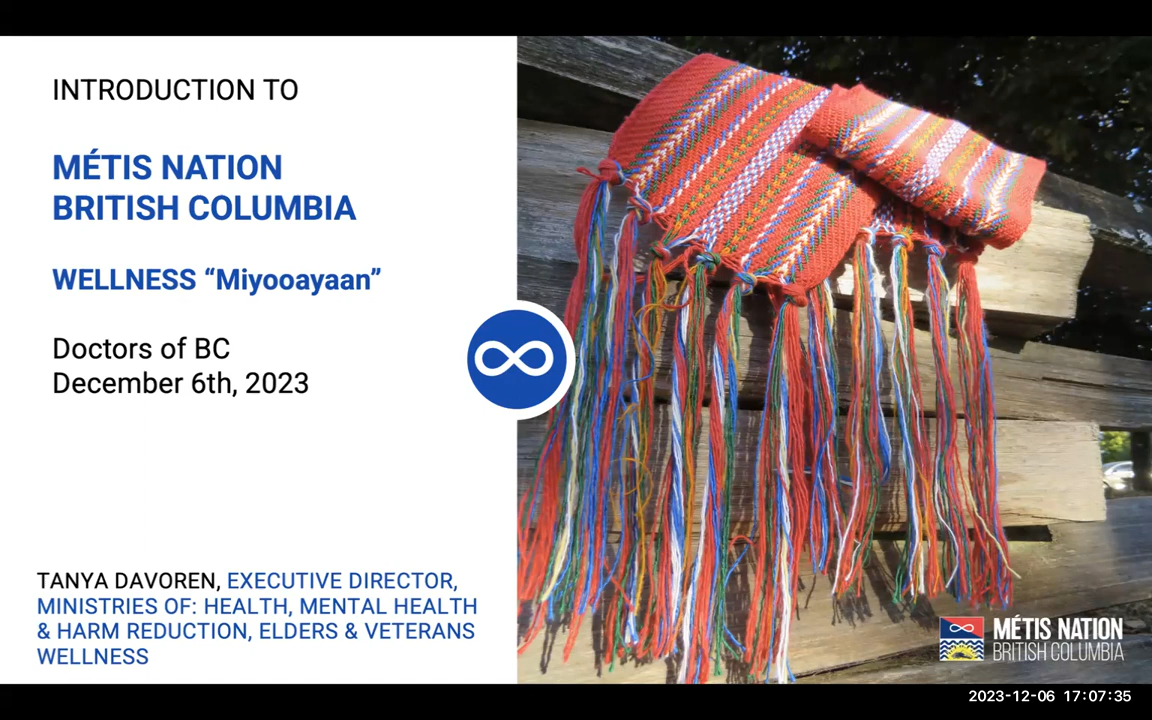 INTRODUCTION TO
MÉTIS NATION
BRITISH COLUMBIA
WELLNESS “Miyooayaan”
Doctors of BC
December 6th, 2023
TANYA DAVOREN, EXECUTIVE DIRECTOR,
MINISTRIES OF: HEALTH, MENTAL HEALTH
& HARM REDUCTION, ELDERS & VETERANS
WELLNESS
MÉTIS NATION
BRITISH COLUMBIA
2023-12-06 17:07:35